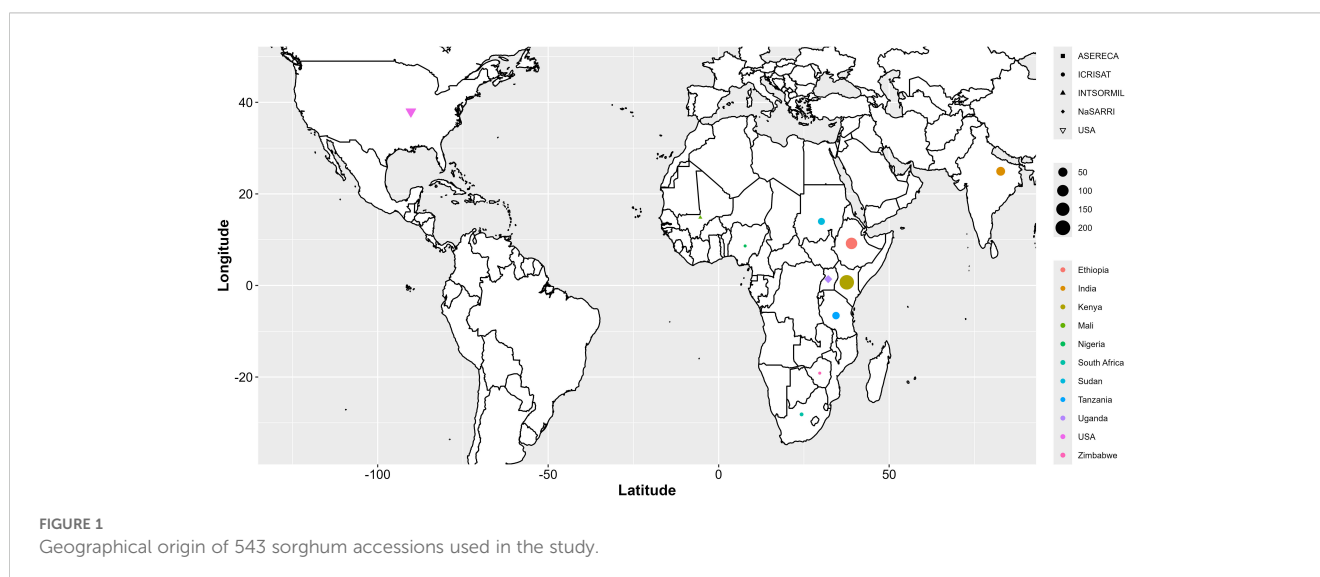 40
20
0
-20
Longitude
-100
-50
0
50
Latitude
ASERECA
ICRISAT
INTSORMIL
NaSARRI
USA
50
100
150
200
Ethiopia
India
Kenya
Mali
Nigeria
South Africa
Sudan
Tanzania
Uganda
USA
Zimbabwe
FIGURE 1
Geographical origin of 543 sorghum accessions used in the study.